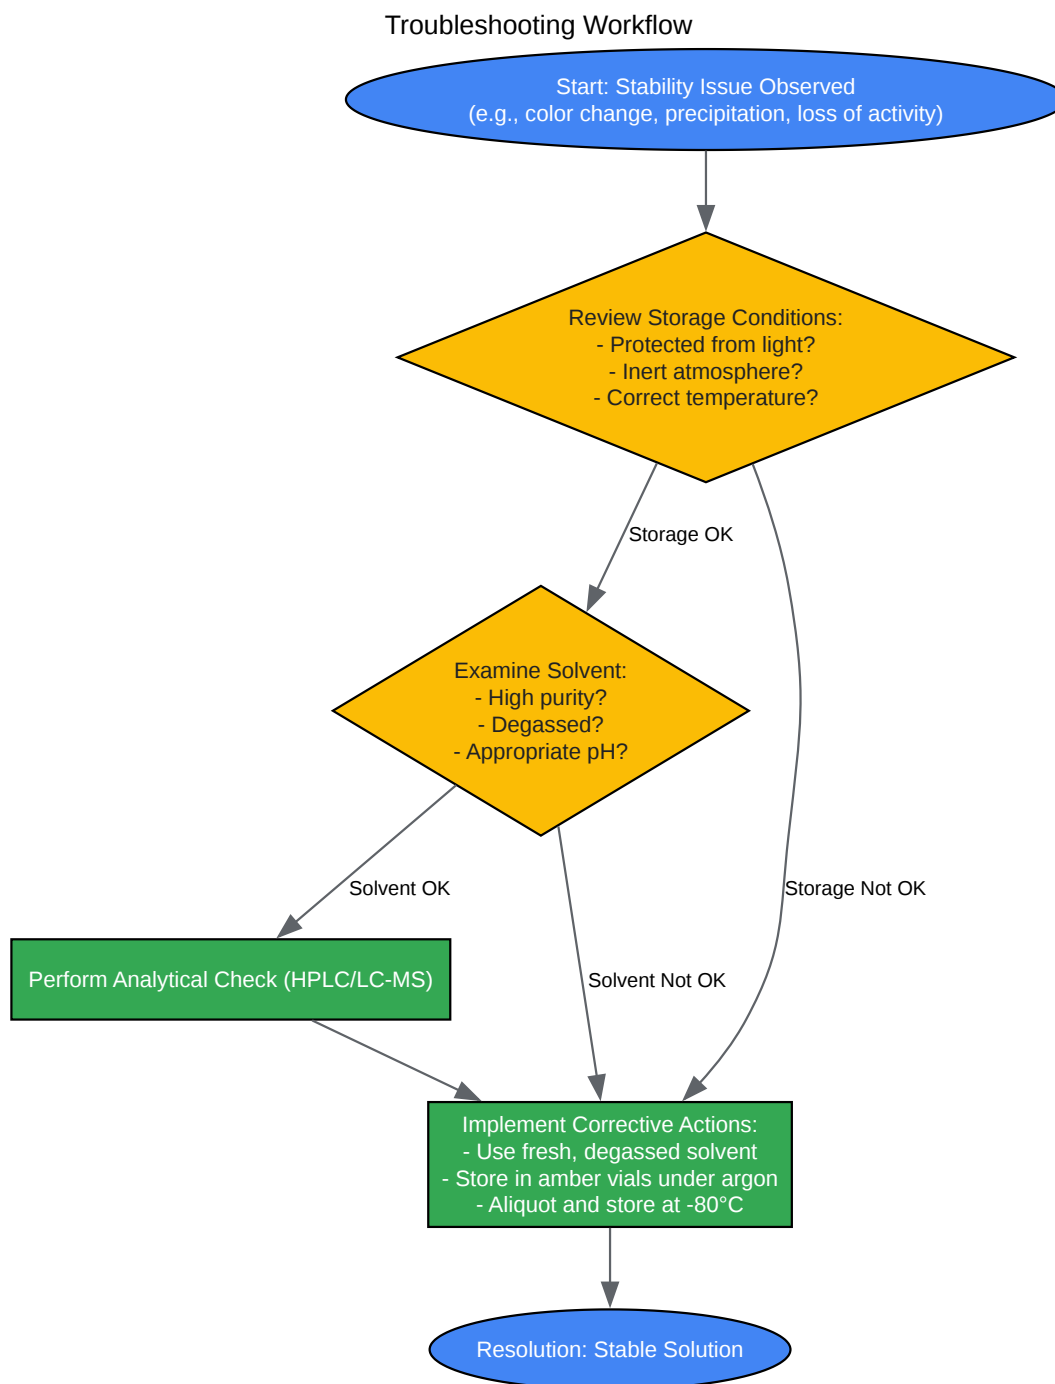 Troubleshooting Workflow
Start: Stability Issue Observed
(e.g., color change, precipitation, loss of activity)
Review Storage Conditions:
- Protected from light?
- Inert atmosphere?
- Correct temperature?
Storage OK
Examine Solvent:
- High purity?
- Degassed?
- Appropriate pH?
Solvent OK
Storage Not OK
Perform Analytical Check (HPLC/LC-MS)
Solvent Not OK
Implement Corrective Actions:
- Use fresh, degassed solvent
- Store in amber vials under argon
- Aliquot and store at -80°C
Resolution: Stable Solution